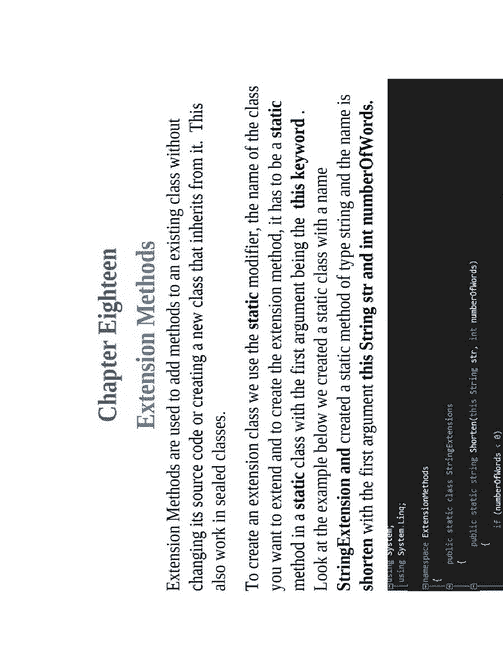 Chapter Eighteen
Extension Methods
Extension Methods are used to add methods to an existing class without
changing its source code or creating a new class that inherits from it. This
also work in sealed classes.
To create an extension class we use the static modifier, the name of the class
you want to extend and to create the extension method, it has to be a static
method in a static class with the first argument being the this keyword .
Look at the example below we created a static class with a name
StringExtension and created a static method of type string and the name is
shorten with the first argument this String str and int numberOfWords.
using System;
using System.Linq;
namespace ExtensionMethods
{
public static class StringExtensions
{
public static string Shorten(this String str, int numberOfWords)
{
if (numberOfWords < 0)